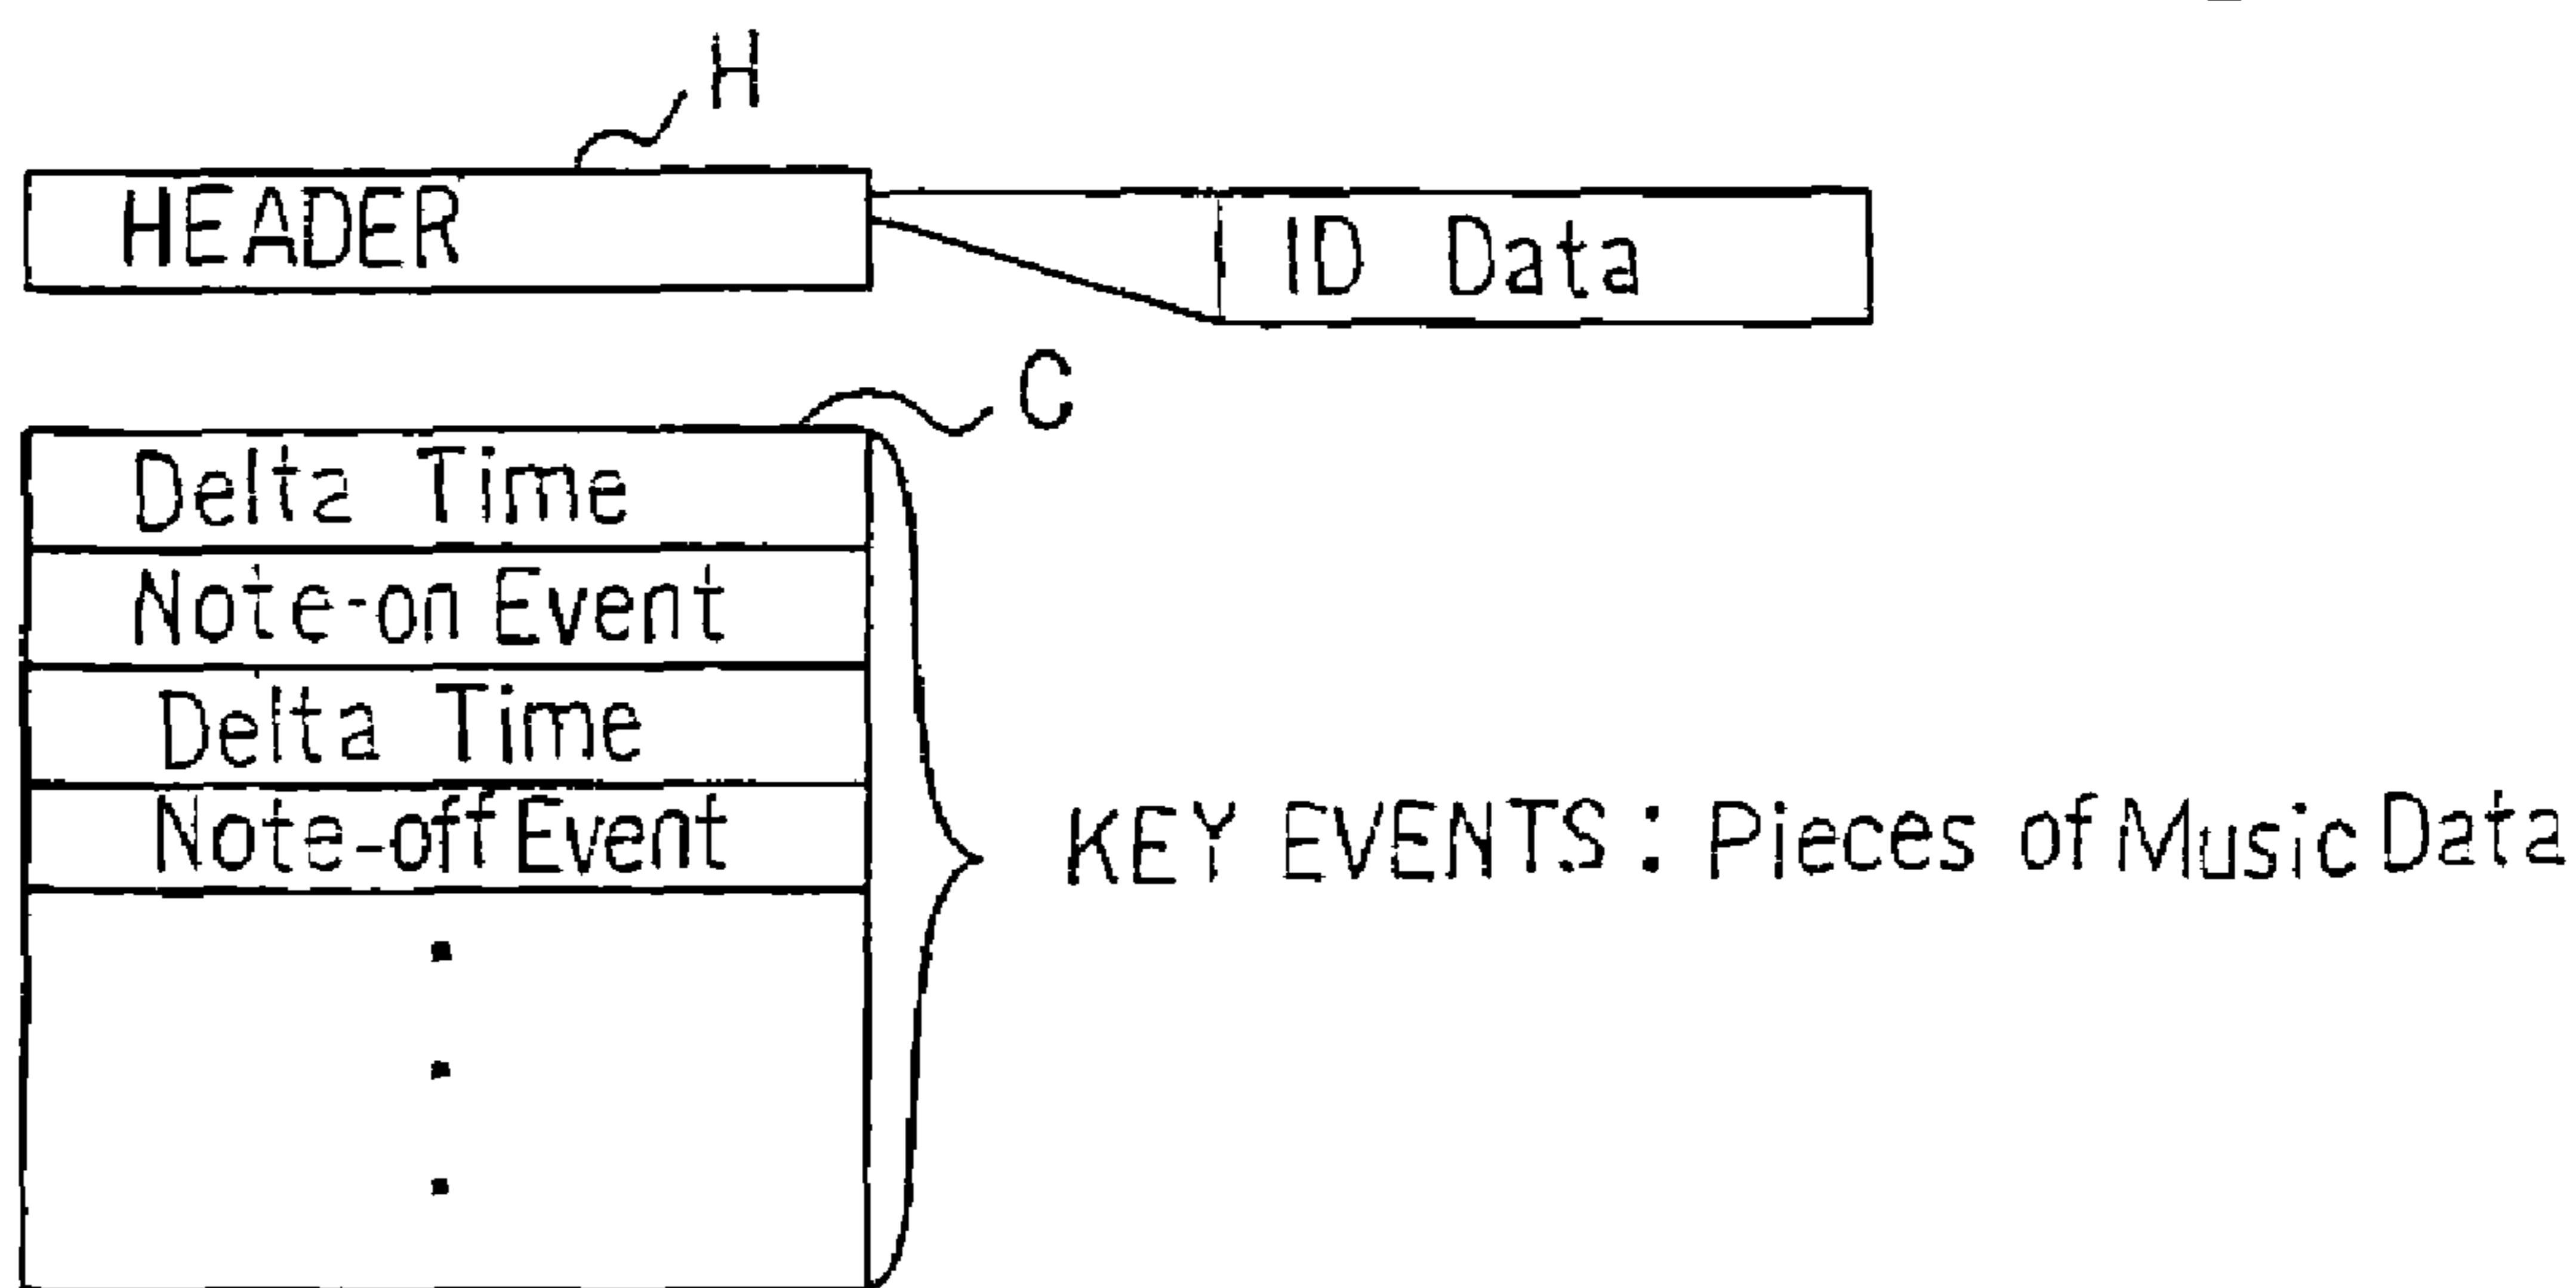 H
HEADER
ID Data
C
Delta Time
Note-on Event
Delta Time
Note-off Event
KEY EVENTS : Pieces of Music Data